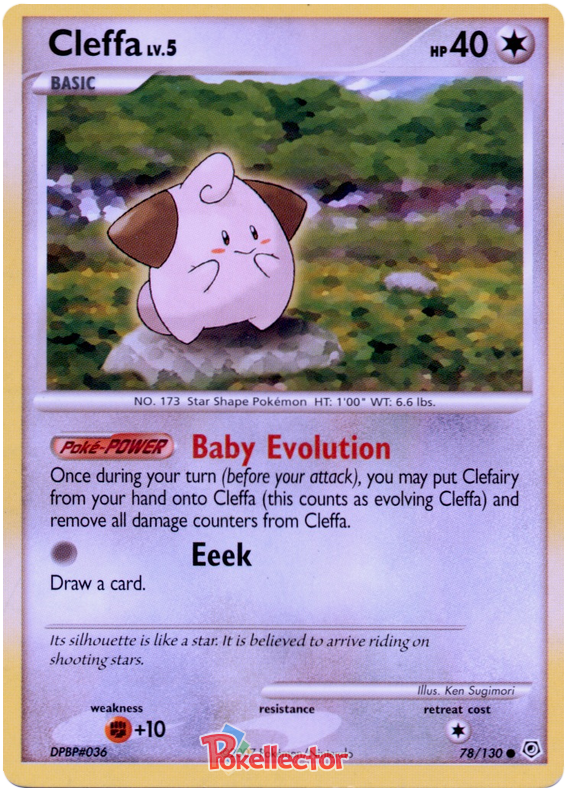 Cleffa LV.5 HP 40
BASIC
NO. 173 Star Shape Pokémon HT: 1'00" WT: 6.6 lbs.
Poké-POWER Baby Evolution
Once during your turn (before your attack), you may put Clefairy
from your hand onto Cleffa (this counts as evolving Cleffa) and
remove all damage counters from Cleffa.
Eeek
Draw a card.
Its silhouette is like a star. It is believed to arrive riding on
shooting stars.
Illus. Ken Sugimori
weakness resistance retreat cost
+10
DPBP#036 78/130
Pokellector